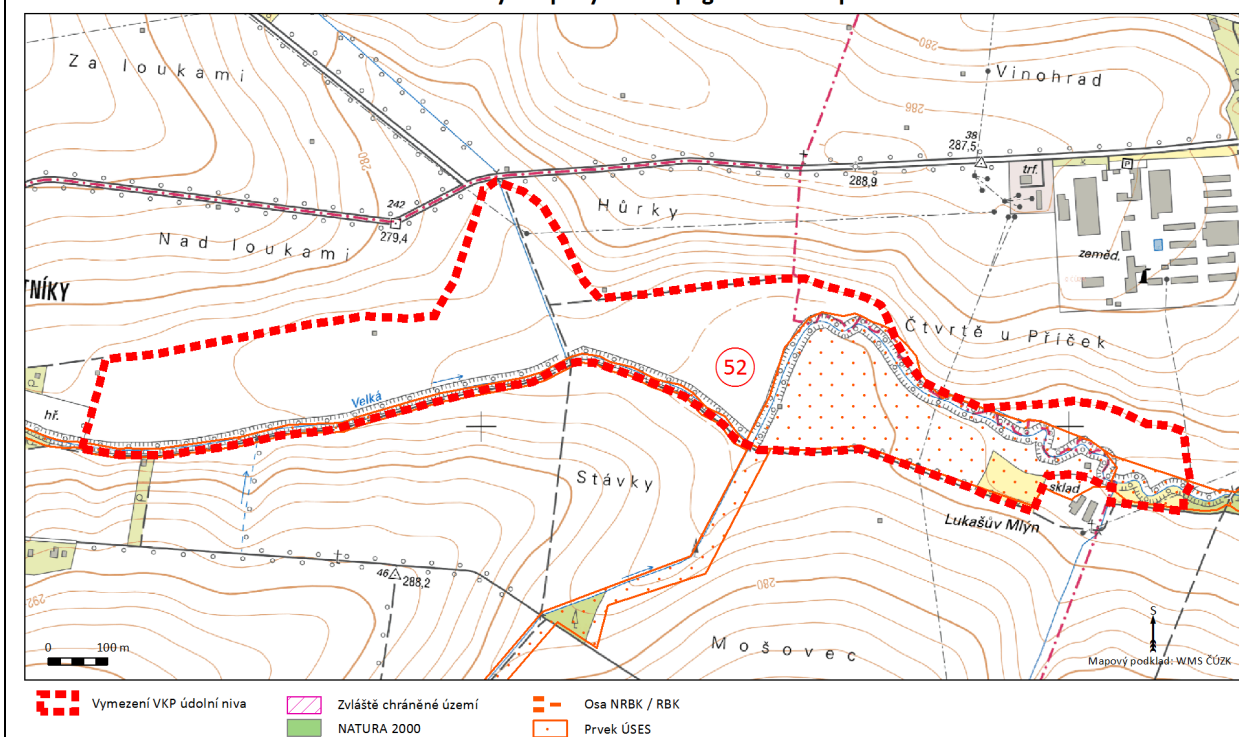 Za loukami
280
280
286
Vinohrad
38
287,5
trf.
K
P
288,9
242
279,4
Hůrky
Nad loukami
zeměd.
TNÍKY
Čtvrtě u Příček
52
Velká
hř.
Stávky
sklad
Lukašův Mlýn
46
288,2
292
280
Mošovec
S
0 100 m
Mapový podklad: WMS ČÚZK
Vymezení VKP údolní niva
Zvláště chráněné území
Osa NRBK / RBK
NATURA 2000
Prvek ÚSES